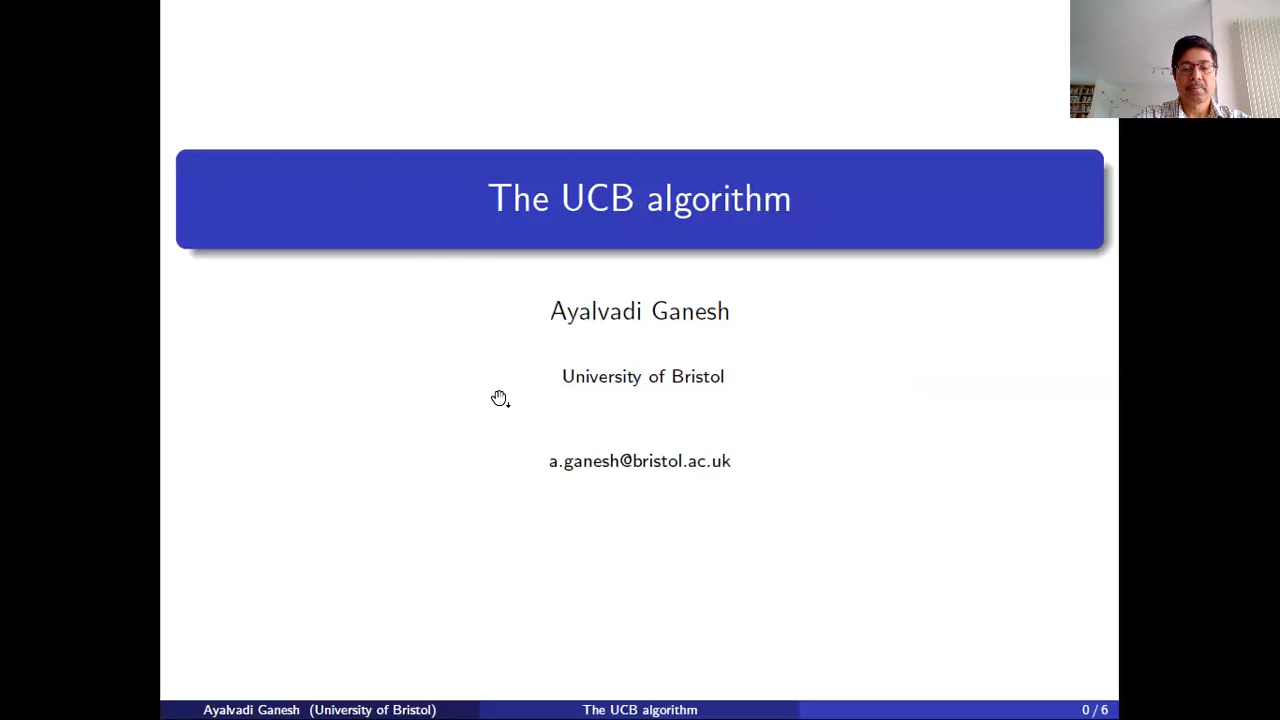 The UCB algorithm
Ayalvadi Ganesh
University of Bristol
a.ganesh@bristol.ac.uk
Ayalvadi Ganesh (University of Bristol) The UCB algorithm 0 / 6